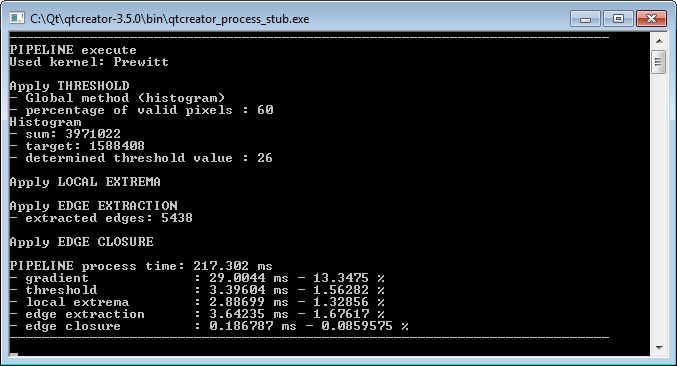 C:\Qt\qtcreator-3.5.0\bin\qtcreator_process_stub.exe
---------------------------------------------------------------------------
PIPELINE execute
Used kernel: Prewitt
Apply THRESHOLD
- Global method (histogram)
- percentage of valid pixels : 60
Histogram
- sum: 3971022
- target: 1588408
- determined threshold value : 26
Apply LOCAL EXTREMA
Apply EDGE EXTRACTION
- extracted edges: 5438
Apply EDGE CLOSURE
PIPELINE process time: 217.302 ms
- gradient : 29.0044 ms - 13.3475 %
- threshold : 3.39604 ms - 1.56282 %
- local extrema : 2.88699 ms - 1.32856 %
- edge extraction : 3.64235 ms - 1.67617 %
- edge closure : 0.186787 ms - 0.0859575 %
---------------------------------------------------------------------------